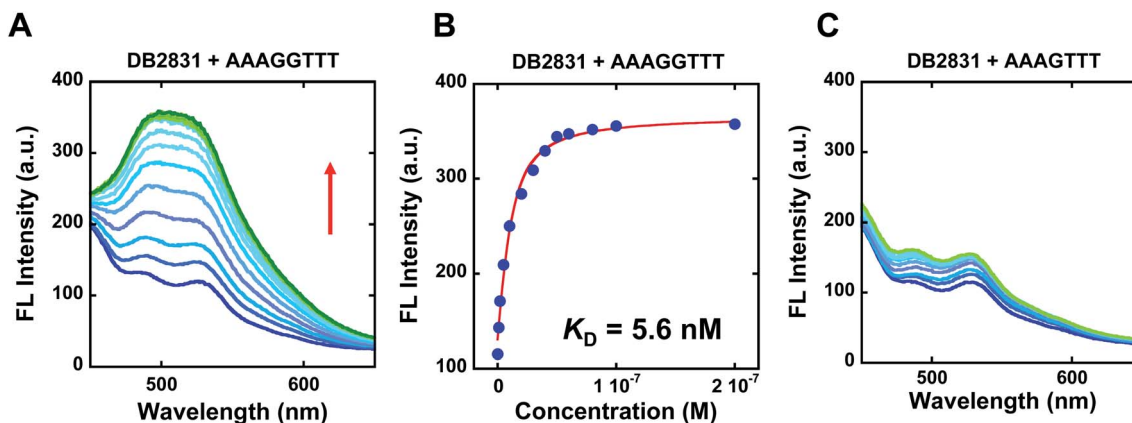 A
DB2831 + AAAGGTTT
400
300
200
100
0
FL Intensity (a.u.)
500
600
Wavelength (nm)
B
DB2831 + AAAGGTTT
400
300
100
FL Intensity (a.u.)
K_D = 5.6 nM
0
1 10^-7
2 10^-7
Concentration (M)
C
DB2831 + AAAGTTT
400
300
200
100
0
FL Intensity (a.u.)
500
600
Wavelength (nm)